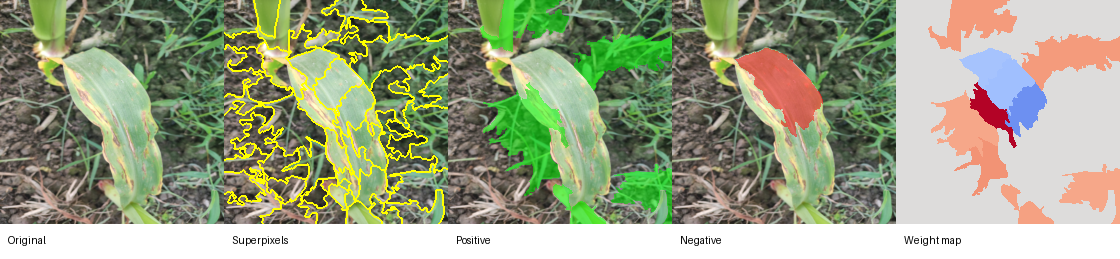 Original
Superpixels
Positive
Negative
Weight map